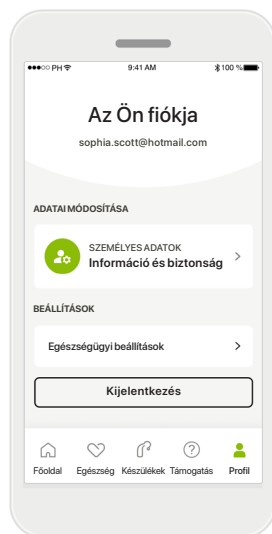 PH 9:41 AM 100 %
Az Ön fiókja
sophia.scott@hotmail.com
ADATAI MÓDOSÍTÁSA
SZEMÉLYES ADATOK
Információ és biztonság
BEÁLLÍTÁSOK
Egészségügyi beállítások
Kijelentkezés
Főoldal Egészség Készülékek Támogatás Profil